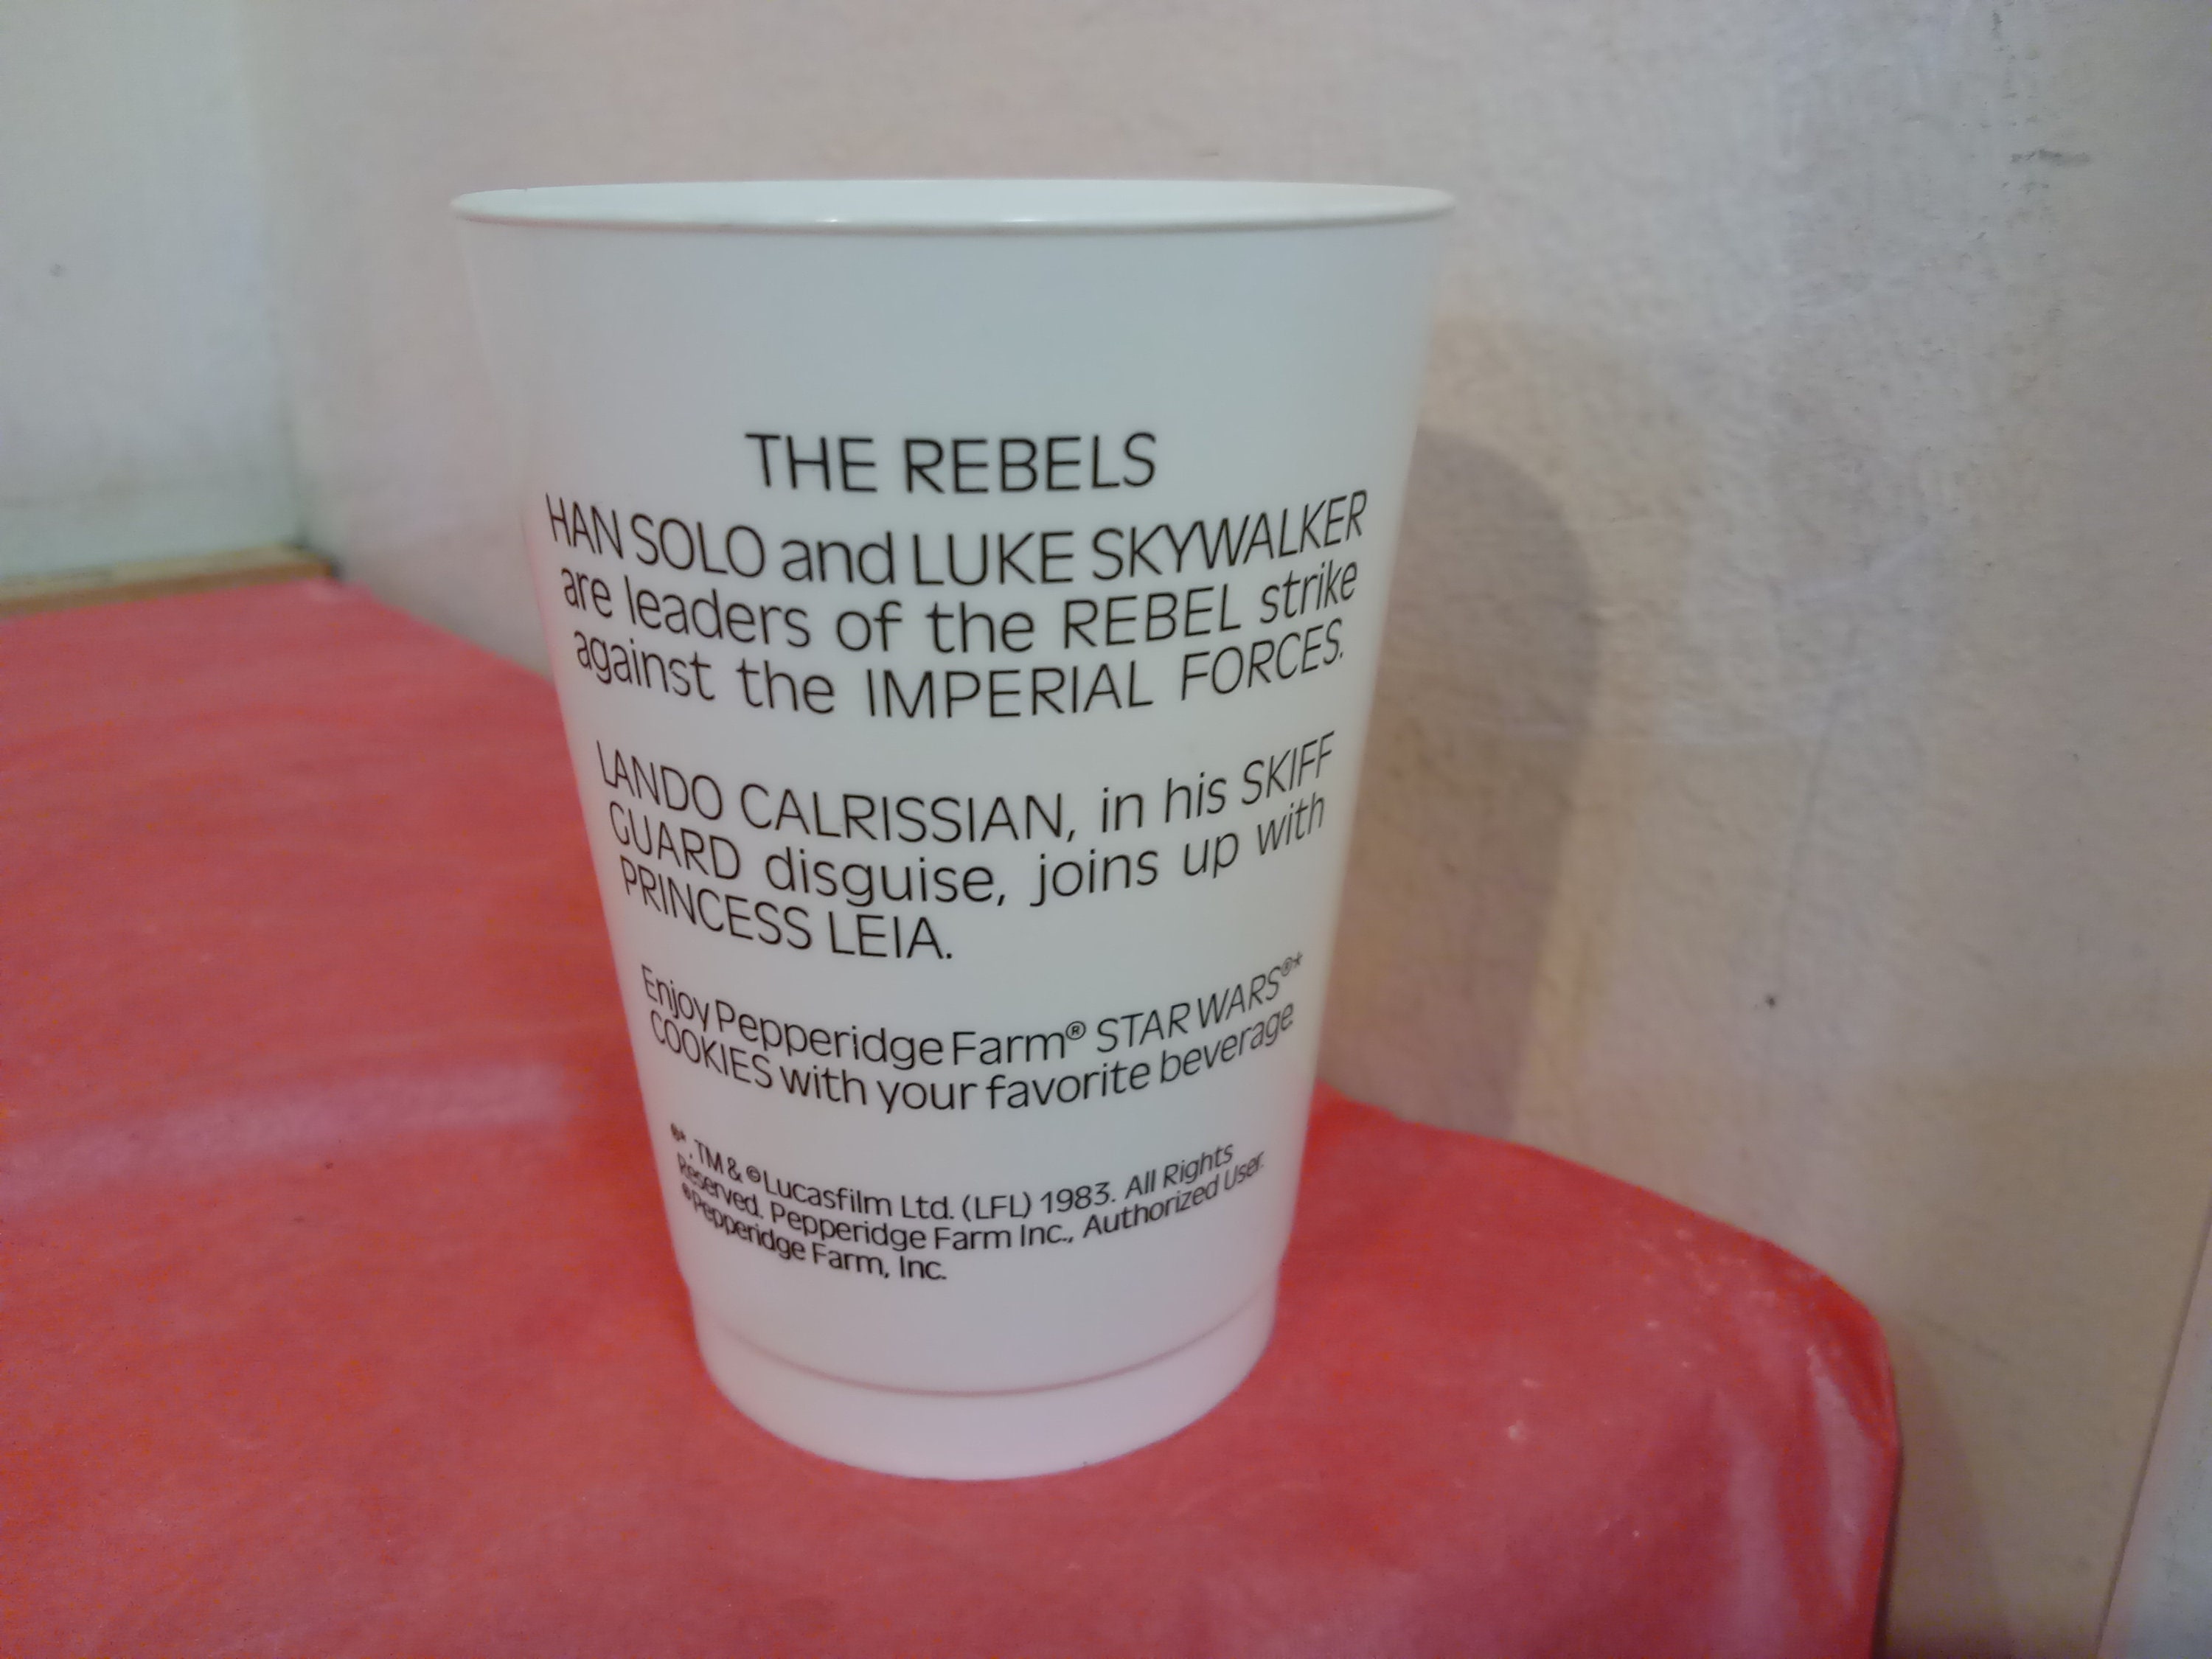 THE REBELS
HAN SOLO and LUKE SKYWALKER
are leaders of the REBEL strike
against the IMPERIAL FORCES.
LANDO CALRISSIAN, in his SKIFF
GUARD disguise, joins up with
PRINCESS LEIA.
Enjoy Pepperidge Farm® STAR WARS®*
COOKIES with your favorite beverage
®*, TM & © Lucasfilm Ltd. (LFL) 1983. All Rights
Reserved. Pepperidge Farm Inc., Authorized User.
®Pepperidge Farm, Inc.